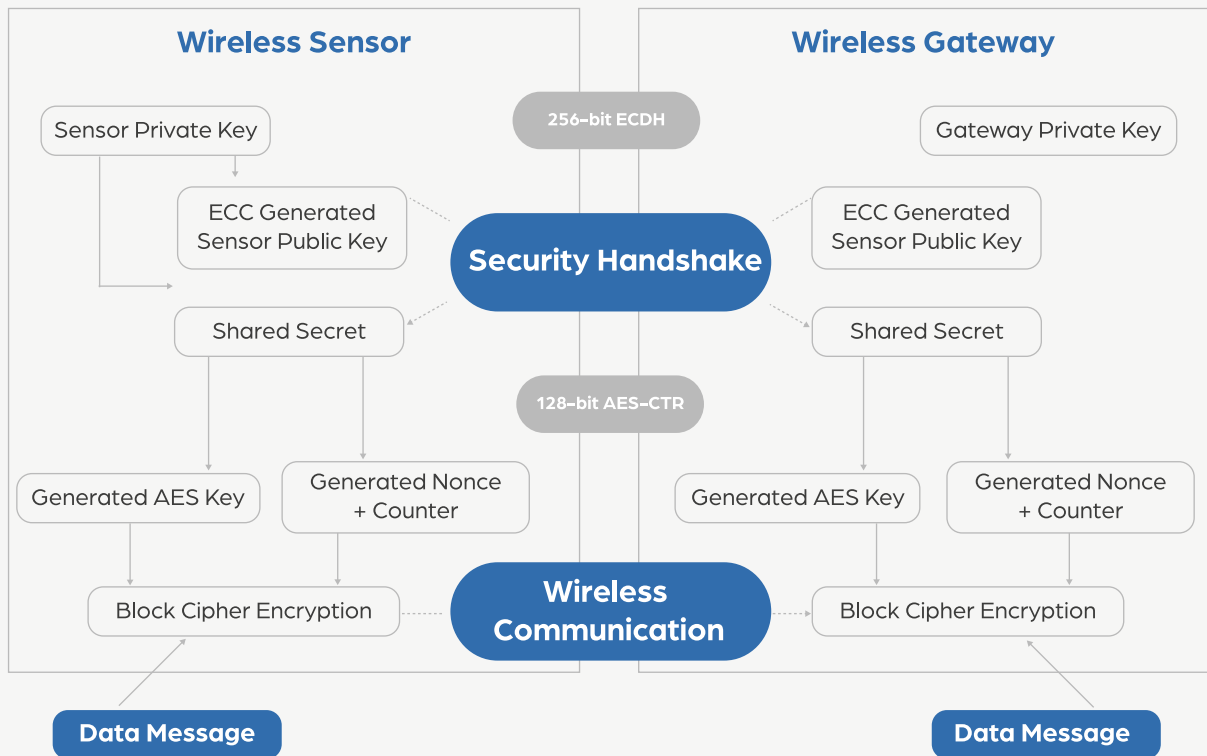 Wireless Sensor
Wireless Gateway
256-bit ECDH
Sensor Private Key
Gateway Private Key
ECC Generated
Sensor Public Key
ECC Generated
Sensor Public Key
Security Handshake
Shared Secret
Shared Secret
128-bit AES-CTR
Generated AES Key
Generated Nonce
+ Counter
Generated AES Key
Generated Nonce
+ Counter
Block Cipher Encryption
Wireless
Communication
Block Cipher Encryption
Data Message
Data Message